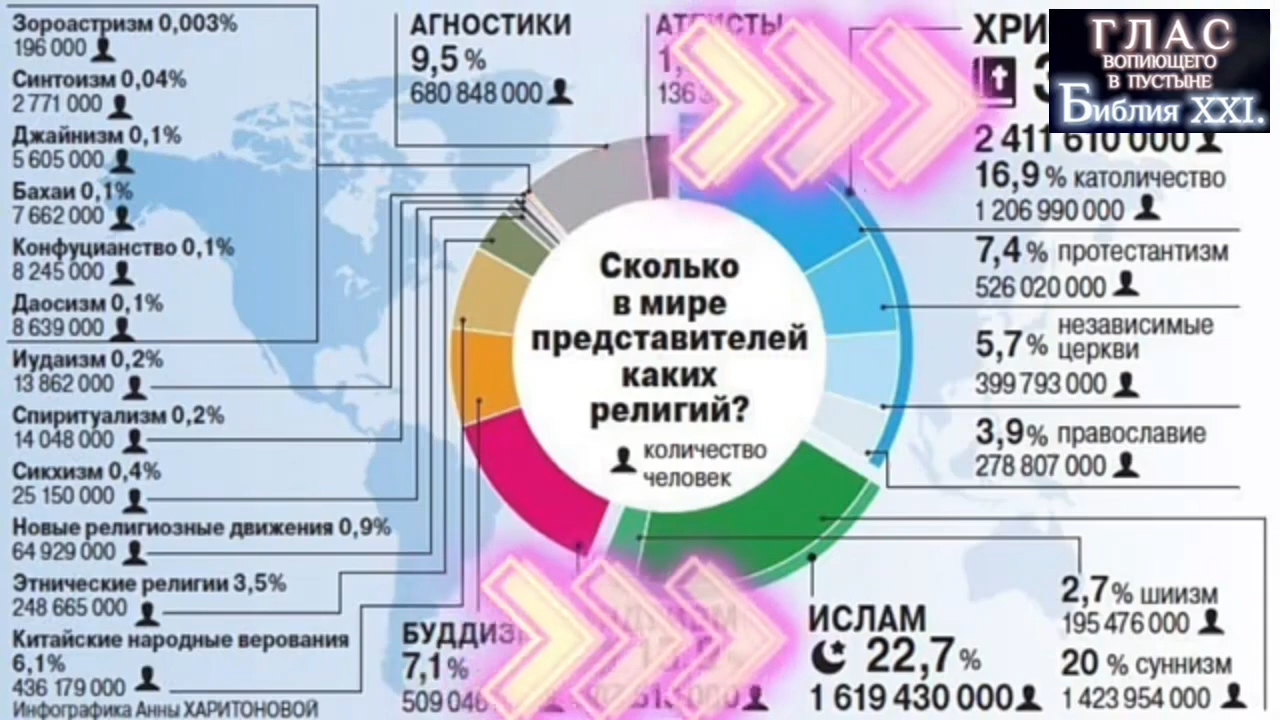 Зороастризм 0,003%
196 000
Синтоизм 0,04%
2 771 000
Джайнизм 0,1%
5 605 000
Бахаи 0,1%
7 662 000
Конфуцианство 0,1%
8 245 000
Даосизм 0,1%
8 639 000
Иудаизм 0,2%
13 862 000
Спиритуализм 0,2%
14 048 000
Сикхизм 0,4%
25 150 000
Новые религиозные движения 0,9%
64 929 000
Этнические религии 3,5%
248 665 000
Китайские народные верования
6,1%
436 179 000
Инфографика Анны ХАРИТОНОВОЙ
АГНОСТИКИ
9,5 %
680 848 000
АТЕИСТЫ
Сколько
в мире
представителей
каких
религий?
количество
человек
ГЛАС
ВОПИЮЩЕГО
В ПУСТЫНЕ
Библия XXI.
2 411 610 000
16,9 % католичество
1 206 990 000
7,4 % протестантизм
526 020 000
5,7 % независимые
церкви
399 793 000
3,9 % православие
278 807 000
БУДДИЗ
7,1 %
ИСЛАМ
22,7 %
1 619 430 000
2,7 % шиизм
195 476 000
20 % суннизм
1 423 954 000